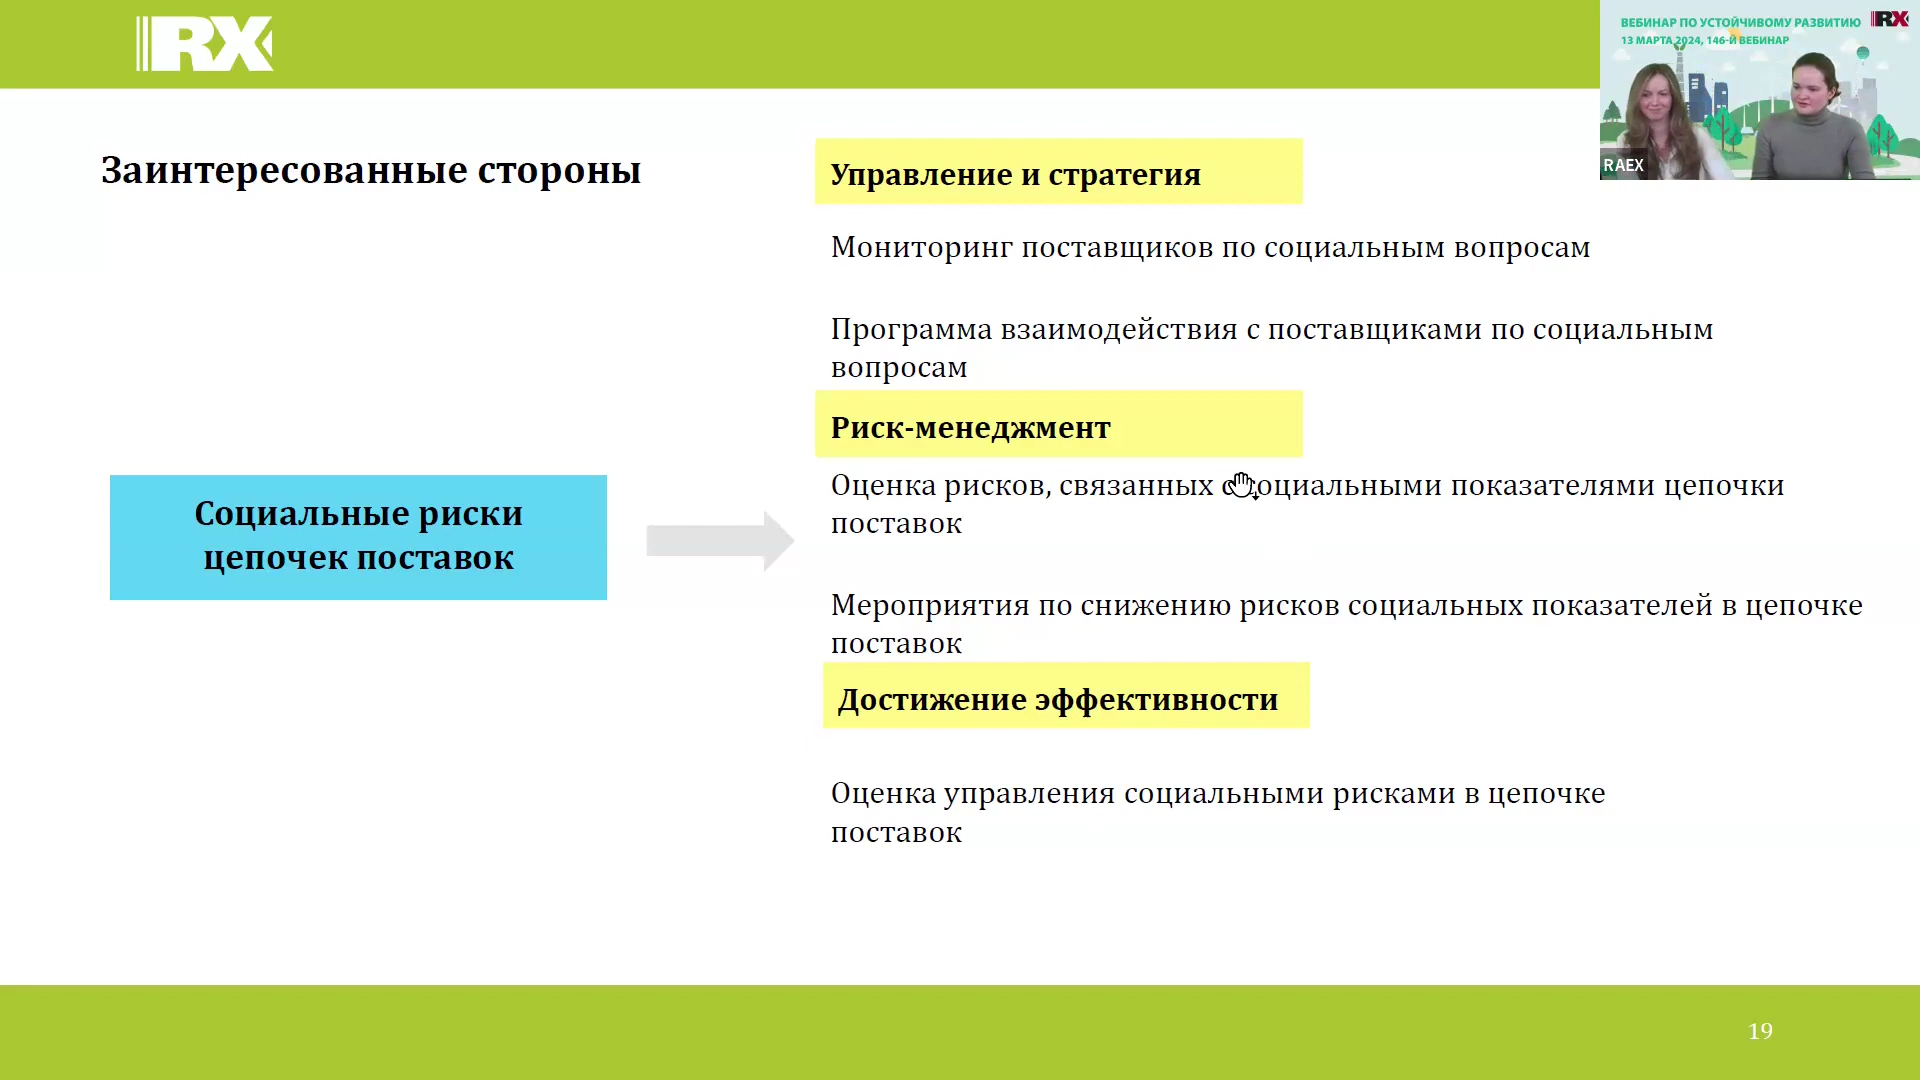 RX
ВЕБИНАР ПО УСТОЙЧИВОМУ РАЗВИТИЮ
RX
13 МАРТА 2024, 146-Й ВЕБИНАР
RAEX
Заинтересованные стороны
Управление и стратегия
Мониторинг поставщиков по социальным вопросам
Программа взаимодействия с поставщиками по социальным
вопросам
Риск-менеджмент
Социальные риски
цепочек поставок
Оценка рисков, связанных с социальными показателями цепочки
поставок
Мероприятия по снижению рисков социальных показателей в цепочке
поставок
Достижение эффективности
Оценка управления социальными рисками в цепочке
поставок
19